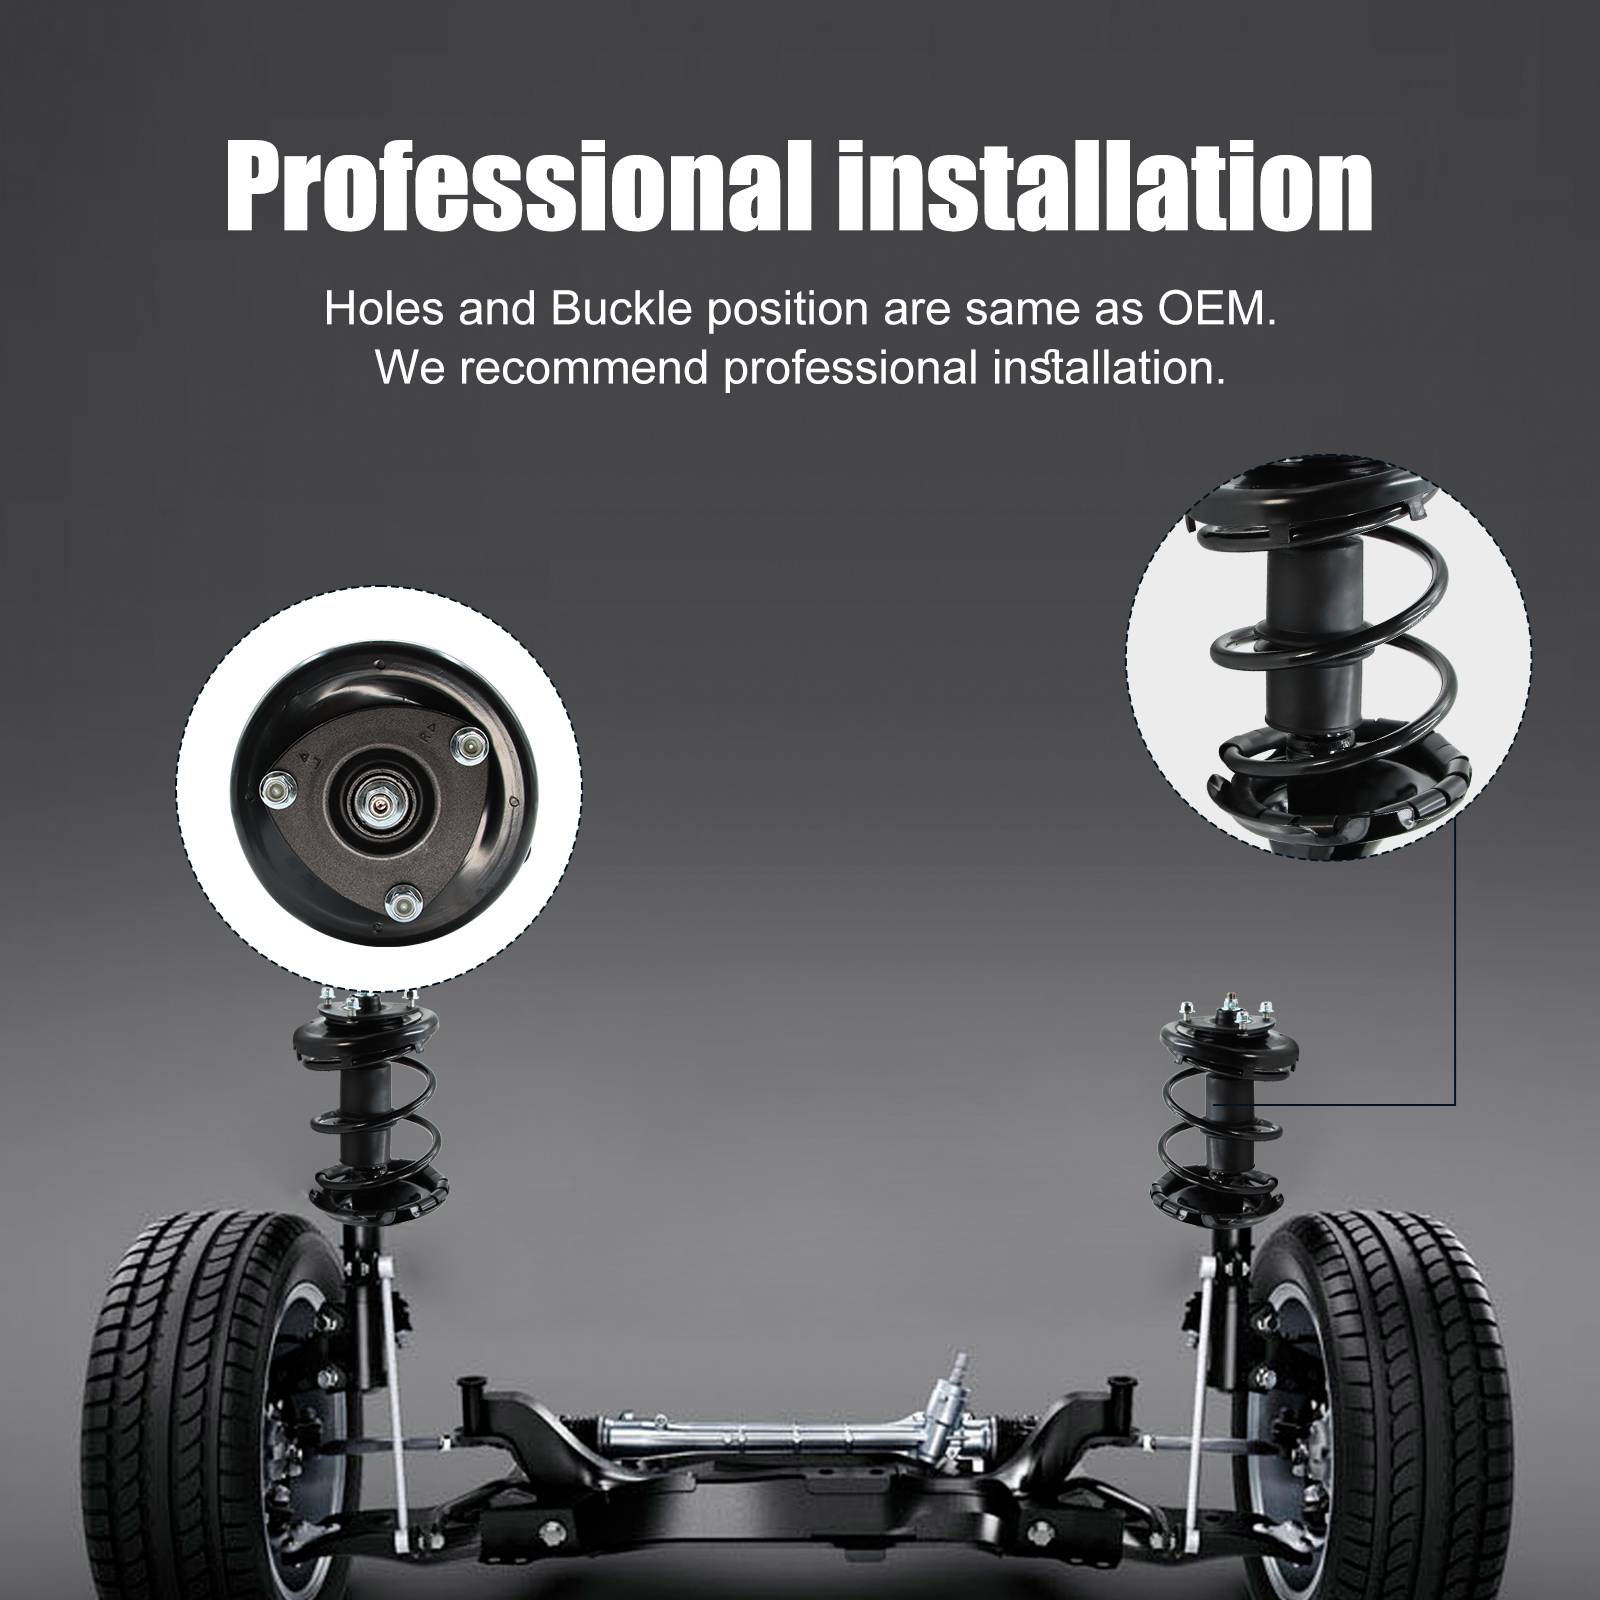 Professional installation
Holes and Buckle position are same as OEM.
We recommend professional installation.
R△
△L